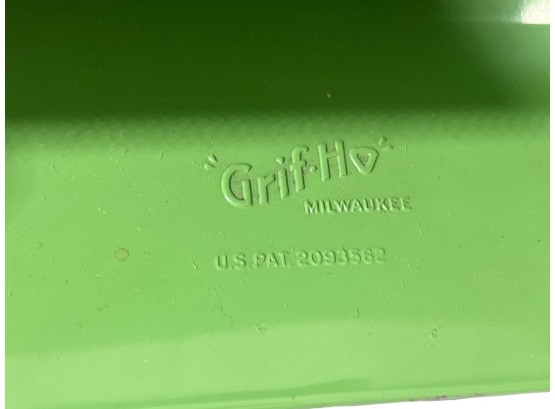 "Grif-Ho"
MILWAUKEE
U.S. PAT. 2093562